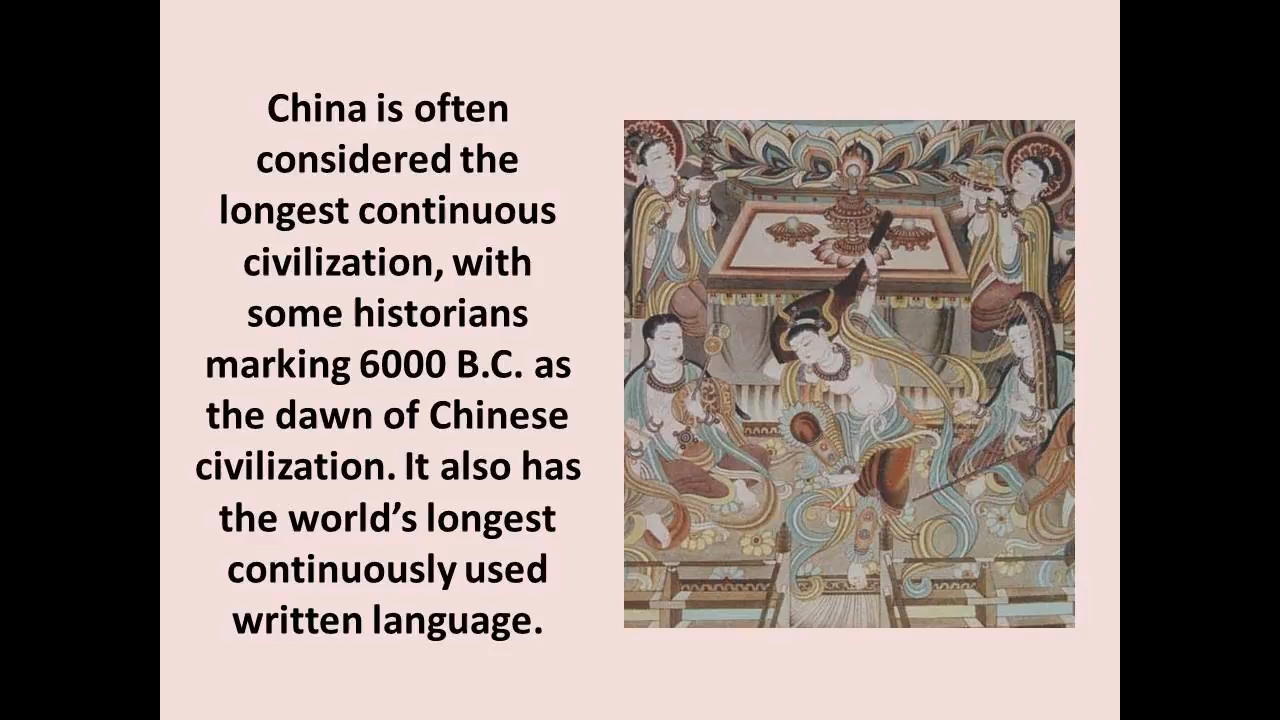 China is often
considered the
longest continuous
civilization, with
some historians
marking 6000 B.C. as
the dawn of Chinese
civilization. It also has
the world’s longest
continuously used
written language.